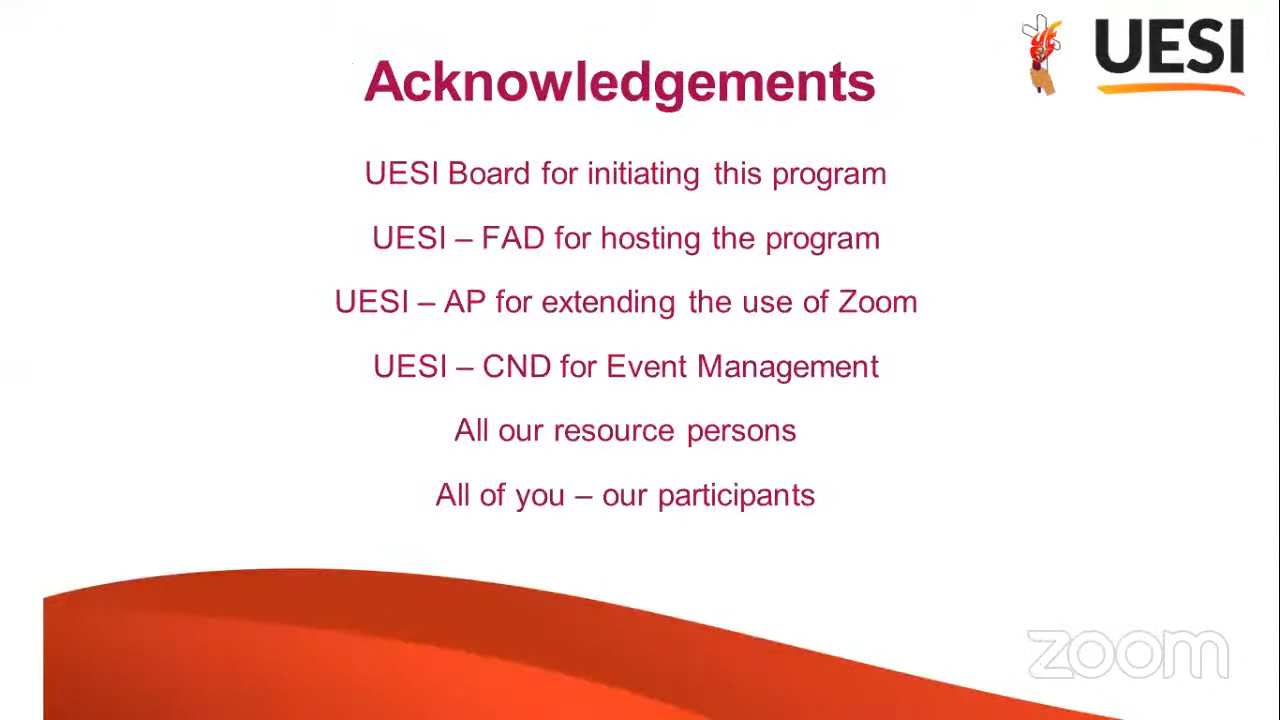 UESI
Acknowledgements
UESI Board for initiating this program
UESI – FAD for hosting the program
UESI – AP for extending the use of Zoom
UESI – CND for Event Management
All our resource persons
All of you – our participants
zoom